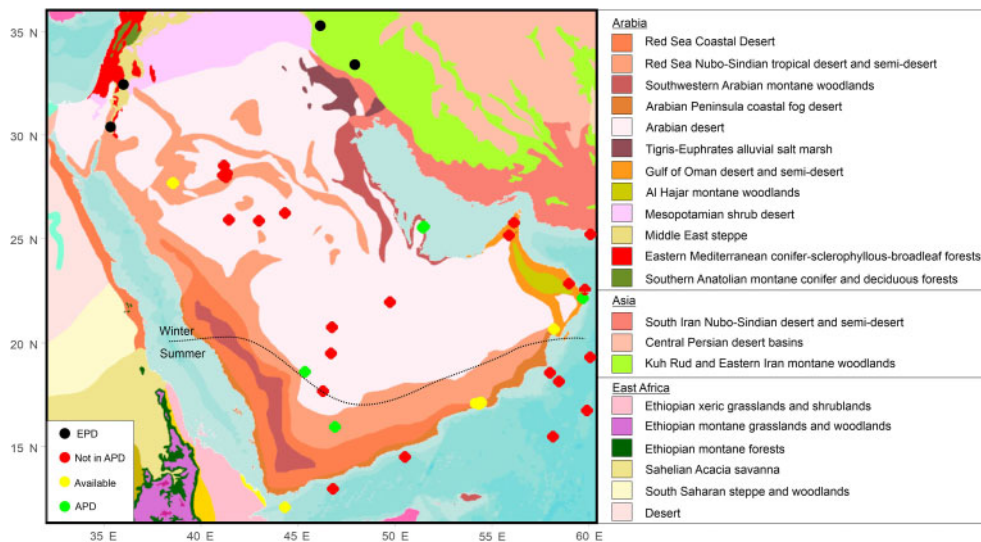 35 N
30 N
25 N
20 N
15 N
Winter
Summer
EPD
Not in APD
Available
APD
35 E
40 E
45 E
50 E
55 E
60 E
Arabia
Red Sea Coastal Desert
Red Sea Nubo-Sindian tropical desert and semi-desert
Southwestern Arabian montane woodlands
Arabian Peninsula coastal fog desert
Arabian desert
Tigris-Euphrates alluvial salt marsh
Gulf of Oman desert and semi-desert
Al Hajar montane woodlands
Mesopotamian shrub desert
Middle East steppe
Eastern Mediterranean conifer-sclerophyllous-broadleaf forests
Southern Anatolian montane conifer and deciduous forests
Asia
South Iran Nubo-Sindian desert and semi-desert
Central Persian desert basins
Kuh Rud and Eastern Iran montane woodlands
East Africa
Ethiopian xeric grasslands and shrublands
Ethiopian montane grasslands and woodlands
Ethiopian montane forests
Sahelian Acacia savanna
South Saharan steppe and woodlands
Desert